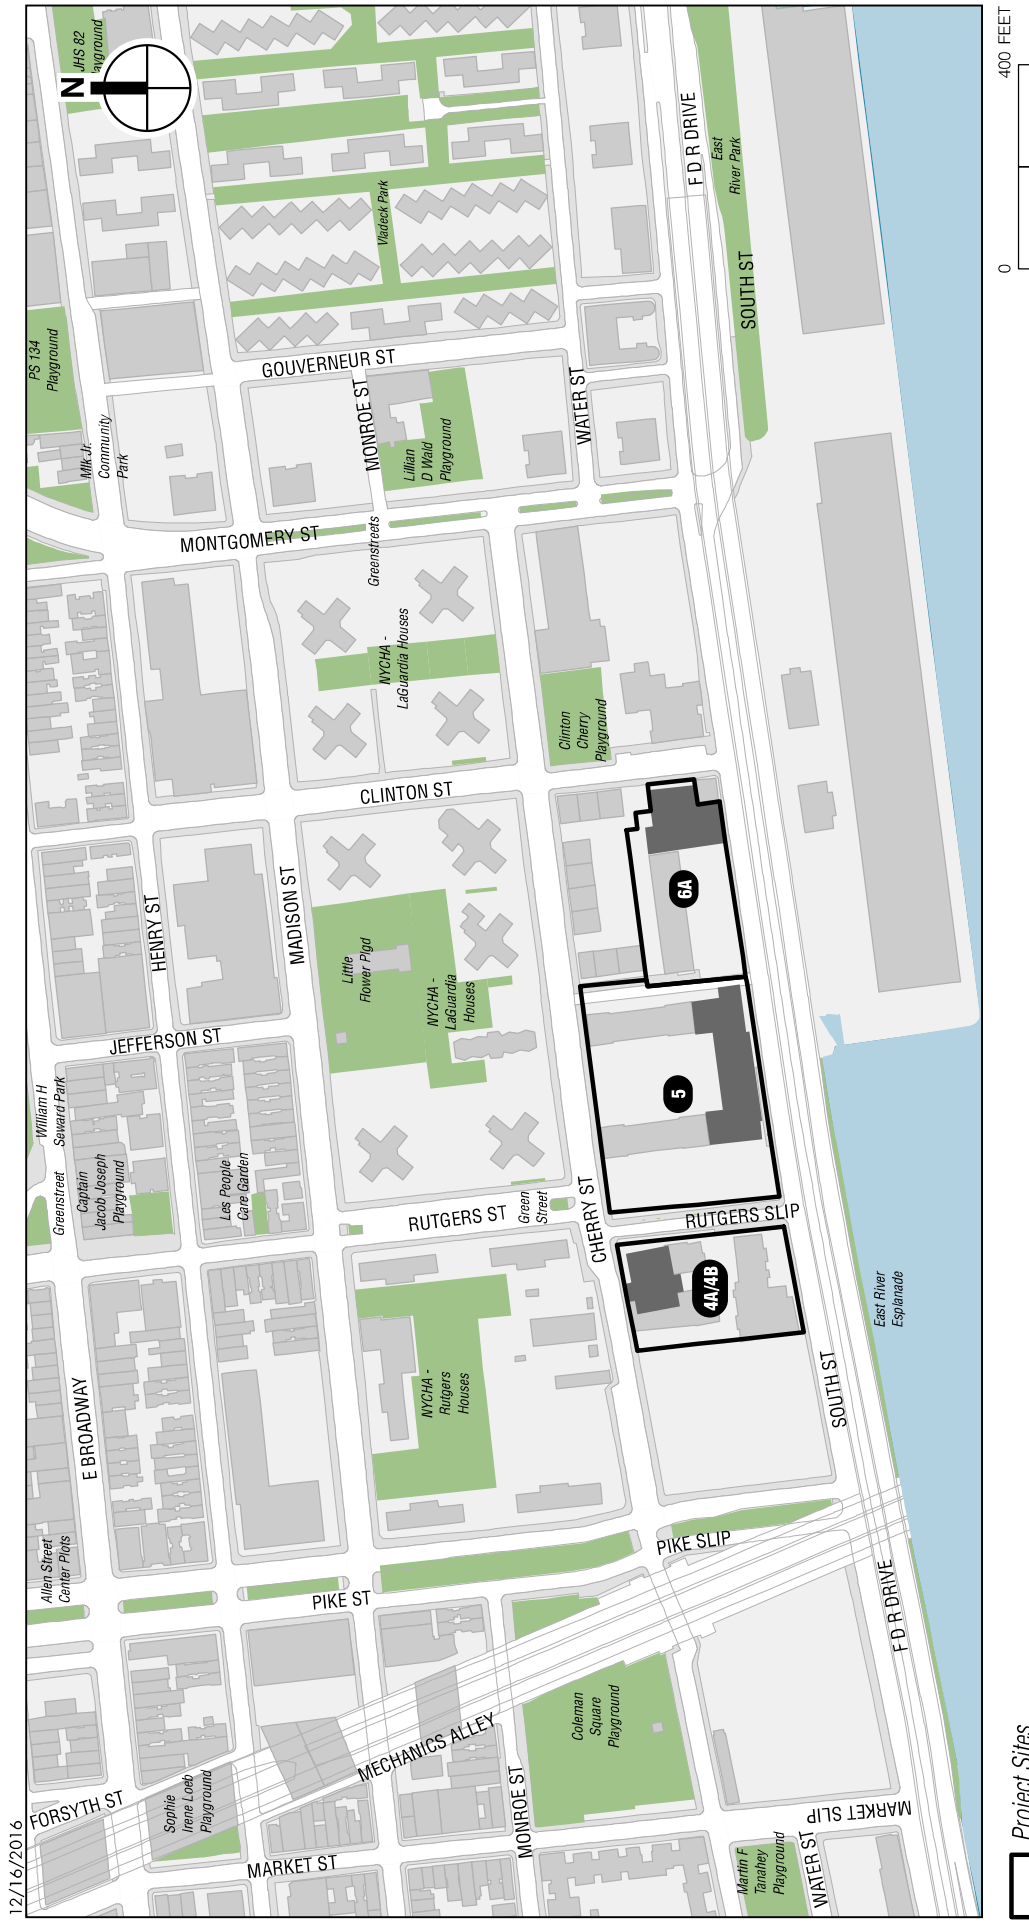 12/16/2016
JHS 82
Playground
N
PS 134
Playground
Mlk Jr.
Community
Park
Vladeck Park
F D R DRIVE
East
River Park
SOUTH ST
GOUVERNEUR ST
MONROE ST
WATER ST
Lillian
D Wald
Playground
MONTGOMERY ST
Greenstreets
NYCHA -
LaGuardia Houses
Clinton
Cherry
Playground
CLINTON ST
HENRY ST
MADISON ST
Little
Flower Plgd
NYCHA -
LaGuardia
Houses
6A
JEFFERSON ST
William H
Seward Park
Greenstreet
Captain
Jacob Joseph
Playground
Les People
Care Garden
RUTGERS ST
Green
Street
CHERRY ST
5
RUTGERS SLIP
4A/4B
East River
Esplanade
SOUTH ST
E BROADWAY
NYCHA -
Rutgers
Houses
Allen Street
Center Plots
PIKE ST
PIKE SLIP
F D R DRIVE
FORSYTH ST
Sophie
Irene Loeb
Playground
MECHANICS ALLEY
Coleman
Square
Playground
MARKET ST
MONROE ST
MARKET SLIP
Martin F
Tanahey
Playground
WATER ST
0
400 FEET
Project Sites